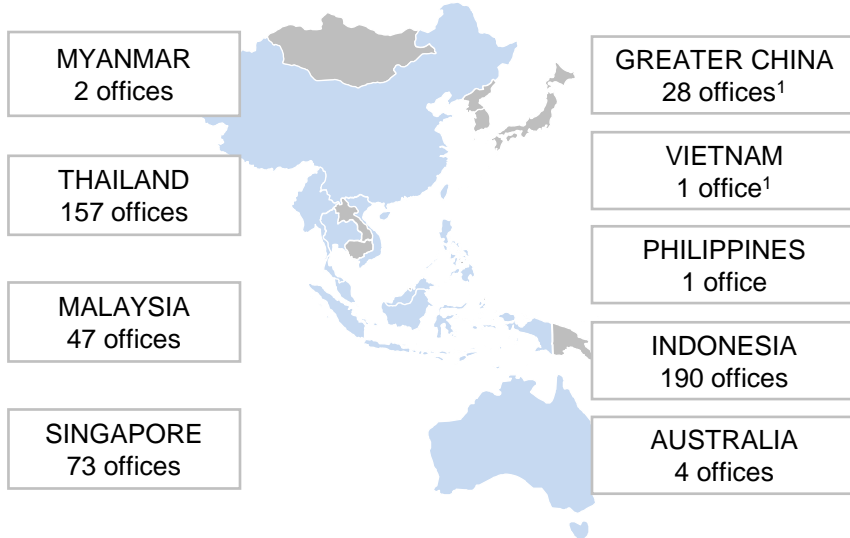 MYANMAR
2 offices
THAILAND
157 offices
MALAYSIA
47 offices
SINGAPORE
73 offices
GREATER CHINA
28 offices¹
VIETNAM
1 office¹
PHILIPPINES
1 office
INDONESIA
190 offices
AUSTRALIA
4 offices